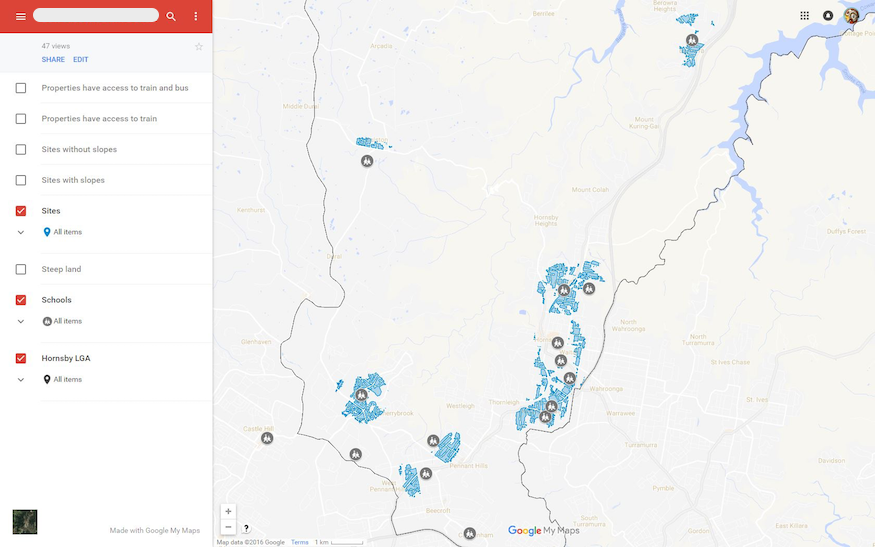 47 views
SHARE EDIT
Properties have access to train and bus
Properties have access to train
Sites without slopes
Sites with slopes
Sites
All items
Steep land
Schools
All items
Hornsby LGA
All items
Made with Google My Maps
Berrilee
Berowra Heights
Arcadia
Middle Dural
Mount Kuring-Gai
Mount Colah
Hornsby Heights
Kenthurst
Duffys Forest
Dural
North Wahroonga
North Turramurra
Glenhaven
St Ives Chase
Wahroonga
Thornleigh
Westleigh
Cherrybrook
Warrawee
St. Ives
Castle Hill
Turramurra
Pennant Hills
West Pennant Hills
Davidson
Pymble
Beecroft
South Turramurra
Gordon
East Killara
Google My Maps
Map data ©2016 Google Terms 1 km